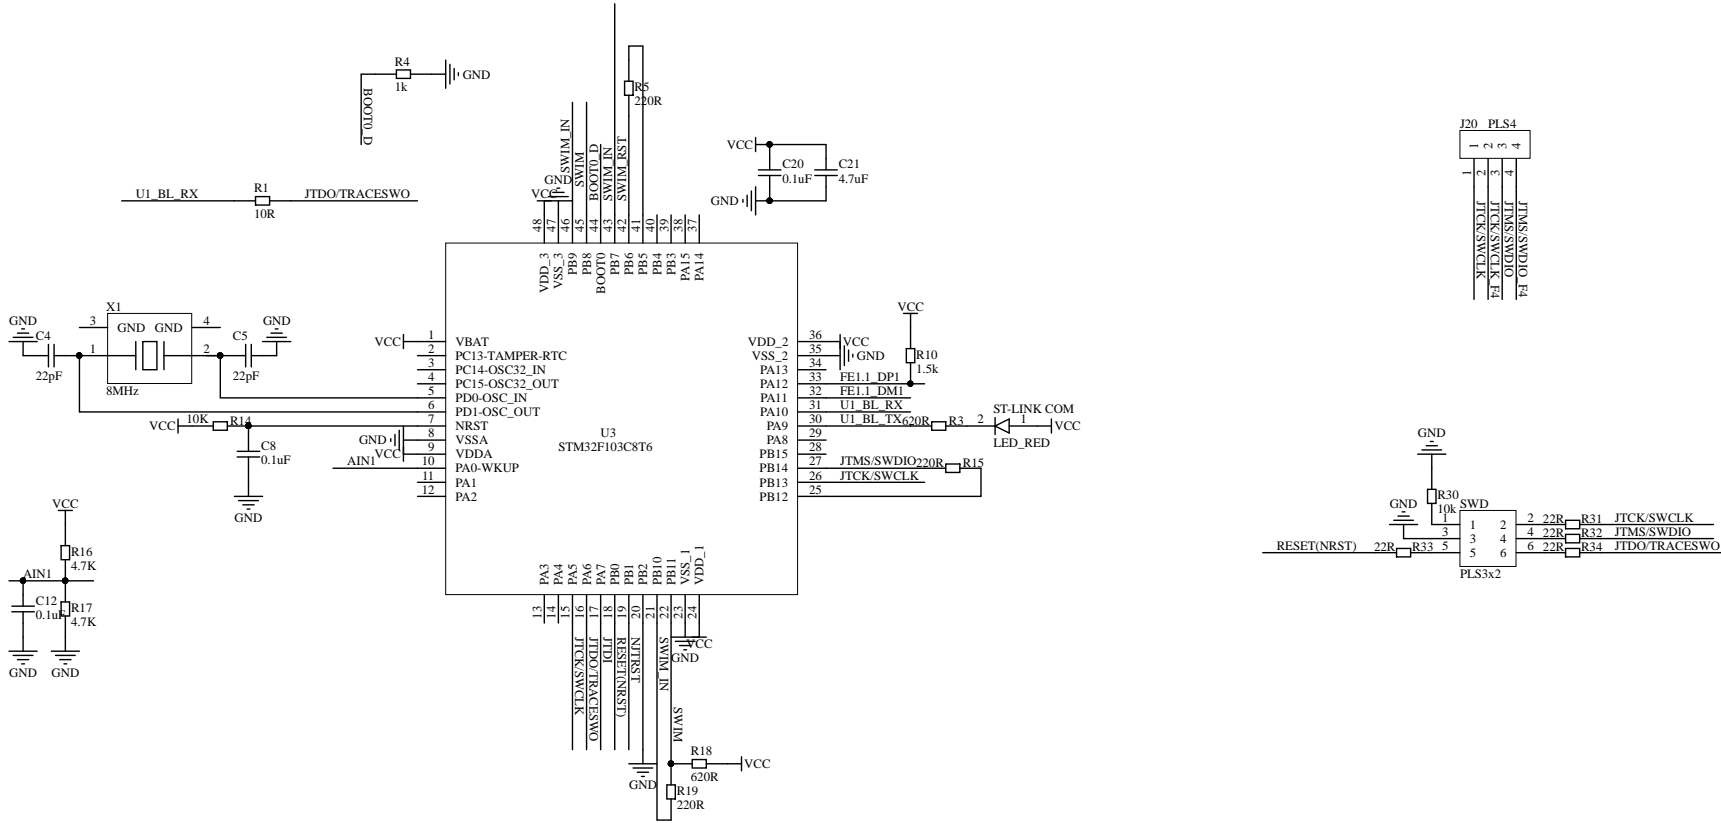 R4
1k
GND
BOOT0_D
U1_BL_RX
R1
10R
JTDO/TRACESWO
R5
220R
SWIM_IN
SWIM
BOOT0_D
SWIM_IN
SWIM_RST
VCC
GND
VCC
C20
0.1uF
C21
4.7uF
GND
48 47 46 45 44 43 42 41 40 39 38 37
VDD_3
VSS_3
PB9
PB8
BOOT0
PB7
PB6
PB5
PB4
PB3
PA15
PA14
J20 PLS4
1 2 3 4
1 2 3 4
JTCK/SWCLK
JTCK/SWCLK_F4
JTMS/SWDIO
JTMS/SWDIO_F4
X1
GND
C4
22pF
3
GND GND
4
1
2
8MHz
C5
22pF
GND
VCC
1 VBAT
2 PC13-TAMPER-RTC
3 PC14-OSC32_IN
4 PC15-OSC32_OUT
5 PD0-OSC_IN
6 PD1-OSC_OUT
7 NRST
8 VSSA
9 VDDA
10 PA0-WKUP
11 PA1
12 PA2
VCC
10K
R14
C8
0.1uF
GND
GND
VCC
AIN1
U3
STM32F103C8T6
VDD_2 36 VCC
VSS_2 35 GND
PA13 34
PA12 33 FE1.1_DP1
PA11 32 FE1.1_DM1
PA10 31 U1_BL_RX
PA9 30 U1_BL_TX
PA8 29
PB15 28
PB14 27 JTMS/SWDIO
PB13 26 JTCK/SWCLK
PB12 25
VCC
R10
1.5k
620R R3
ST-LINK COM
2 1
VCC
LED_RED
220R R15
VCC
R16
4.7K
AIN1
C12
0.1uF
R17
4.7K
GND
GND
PA3
PA4
PA5
PA6
PA7
PB0
PB1
PB2
PB10
PB11
VSS_1
VDD_1
13 14 15 16 17 18 19 20 21 22 23 24
JTCK/SWCLK
JTDO/TRACESWO
JTDI
RESET(NRST)
NJTRST
SWIM_IN
SWIM
VCC
GND
GND
R18
620R
VCC
R19
220R
GND
R30
10k
GND
SWD
1 1 2 2 22R R31 JTCK/SWCLK
3 3 4 4 22R R32 JTMS/SWDIO
RESET(NRST) 22R R33 5 5 6 6 22R R34 JTDO/TRACESWO
PLS3x2